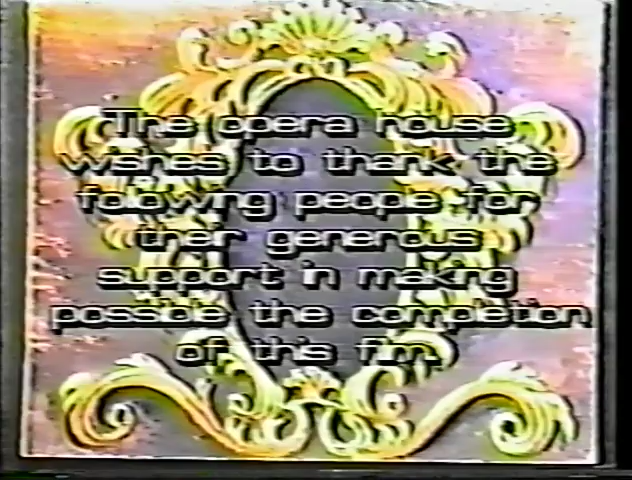 The opera house
wishes to thank the
following people for
their generous
support in making
possible the completion
of this film.